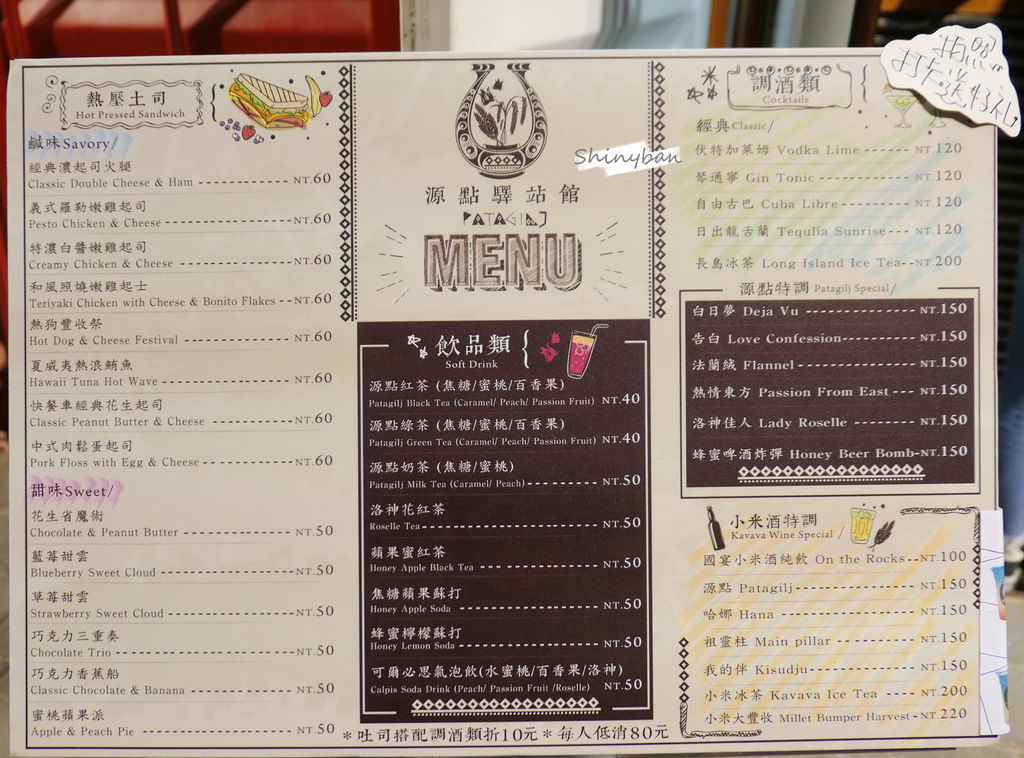 熱壓土司
Hot Pressed Sandwich
鹹味Savory/
經典濃起司火腿
Classic Double Cheese & Ham NT.60
義式羅勒嫩雞起司
Pesto Chicken & Cheese NT.60
特濃白醬嫩雞起司
Creamy Chicken & Cheese NT.60
和風照燒嫩雞起士
Teriyaki Chicken with Cheese & Bonito Flakes NT.60
熱狗豐收祭
Hot Dog & Cheese Festival NT.60
夏威夷熱浪鮪魚
Hawaii Tuna Hot Wave NT.60
快餐車經典花生起司
Classic Peanut Butter & Cheese NT.60
中式肉鬆蛋起司
Pork Floss with Egg & Cheese NT.60
甜味Sweet/
花生省魔術
Chocolate & Peanut Butter NT.50
藍莓甜雲
Blueberry Sweet Cloud NT.50
草莓甜雲
Strawberry Sweet Cloud NT.50
巧克力三重奏
Chocolate Trio NT.50
巧克力香蕉船
Classic Chocolate & Banana NT.50
蜜桃蘋果派
Apple & Peach Pie NT.50
源點驛站館
PATAGILJ
MENU
Shinyban
飲品類
Soft Drink
源點紅茶 (焦糖/蜜桃/百香果)
Patagilj Black Tea (Caramel/ Peach/ Passion Fruit) NT.40
源點綠茶 (焦糖/蜜桃/百香果)
Patagilj Green Tea (Caramel/ Peach/ Passion Fruit) NT.40
源點奶茶 (焦糖/蜜桃)
Patagilj Milk Tea (Caramel/ Peach) NT.50
洛神花紅茶
Roselle Tea NT.50
蘋果蜜紅茶
Honey Apple Black Tea NT.50
焦糖蘋果蘇打
Honey Apple Soda NT.50
蜂蜜檸檬蘇打
Honey Lemon Soda NT.50
可爾必思氣泡飲(水蜜桃/百香果/洛神)
Calpis Soda Drink (Peach/ Passion Fruit /Roselle) NT.50
*吐司搭配調酒類折10元*每人低消80元
調酒類
Cocktails
經典Classic/
伏特加萊姆 Vodka Lime NT.120
琴通寧 Gin Tonic NT.120
自由古巴 Cuba Libre NT.120
日出龍舌蘭 Tequlia Sunrise NT.120
長島冰茶 Long Island Ice Tea NT.200
源點特調 Patagilj Special/
白日夢 Deja Vu NT.150
告白 Love Confession NT.150
法蘭絨 Flannel NT.150
熱情東方 Passion From East NT.150
洛神佳人 Lady Roselle NT.150
蜂蜜啤酒炸彈 Honey Beer Bomb NT.150
小米酒特調
Kavava Wine Special /
國宴小米酒純飲 On the Rocks NT.100
源點 Patagilj NT.150
哈娜 Hana NT.150
祖靈柱 Main pillar NT.150
我的伴 Kisudju NT.150
小米冰茶 Kavava Ice Tea NT.200
小米大豐收 Millet Bumper Harvest NT.220